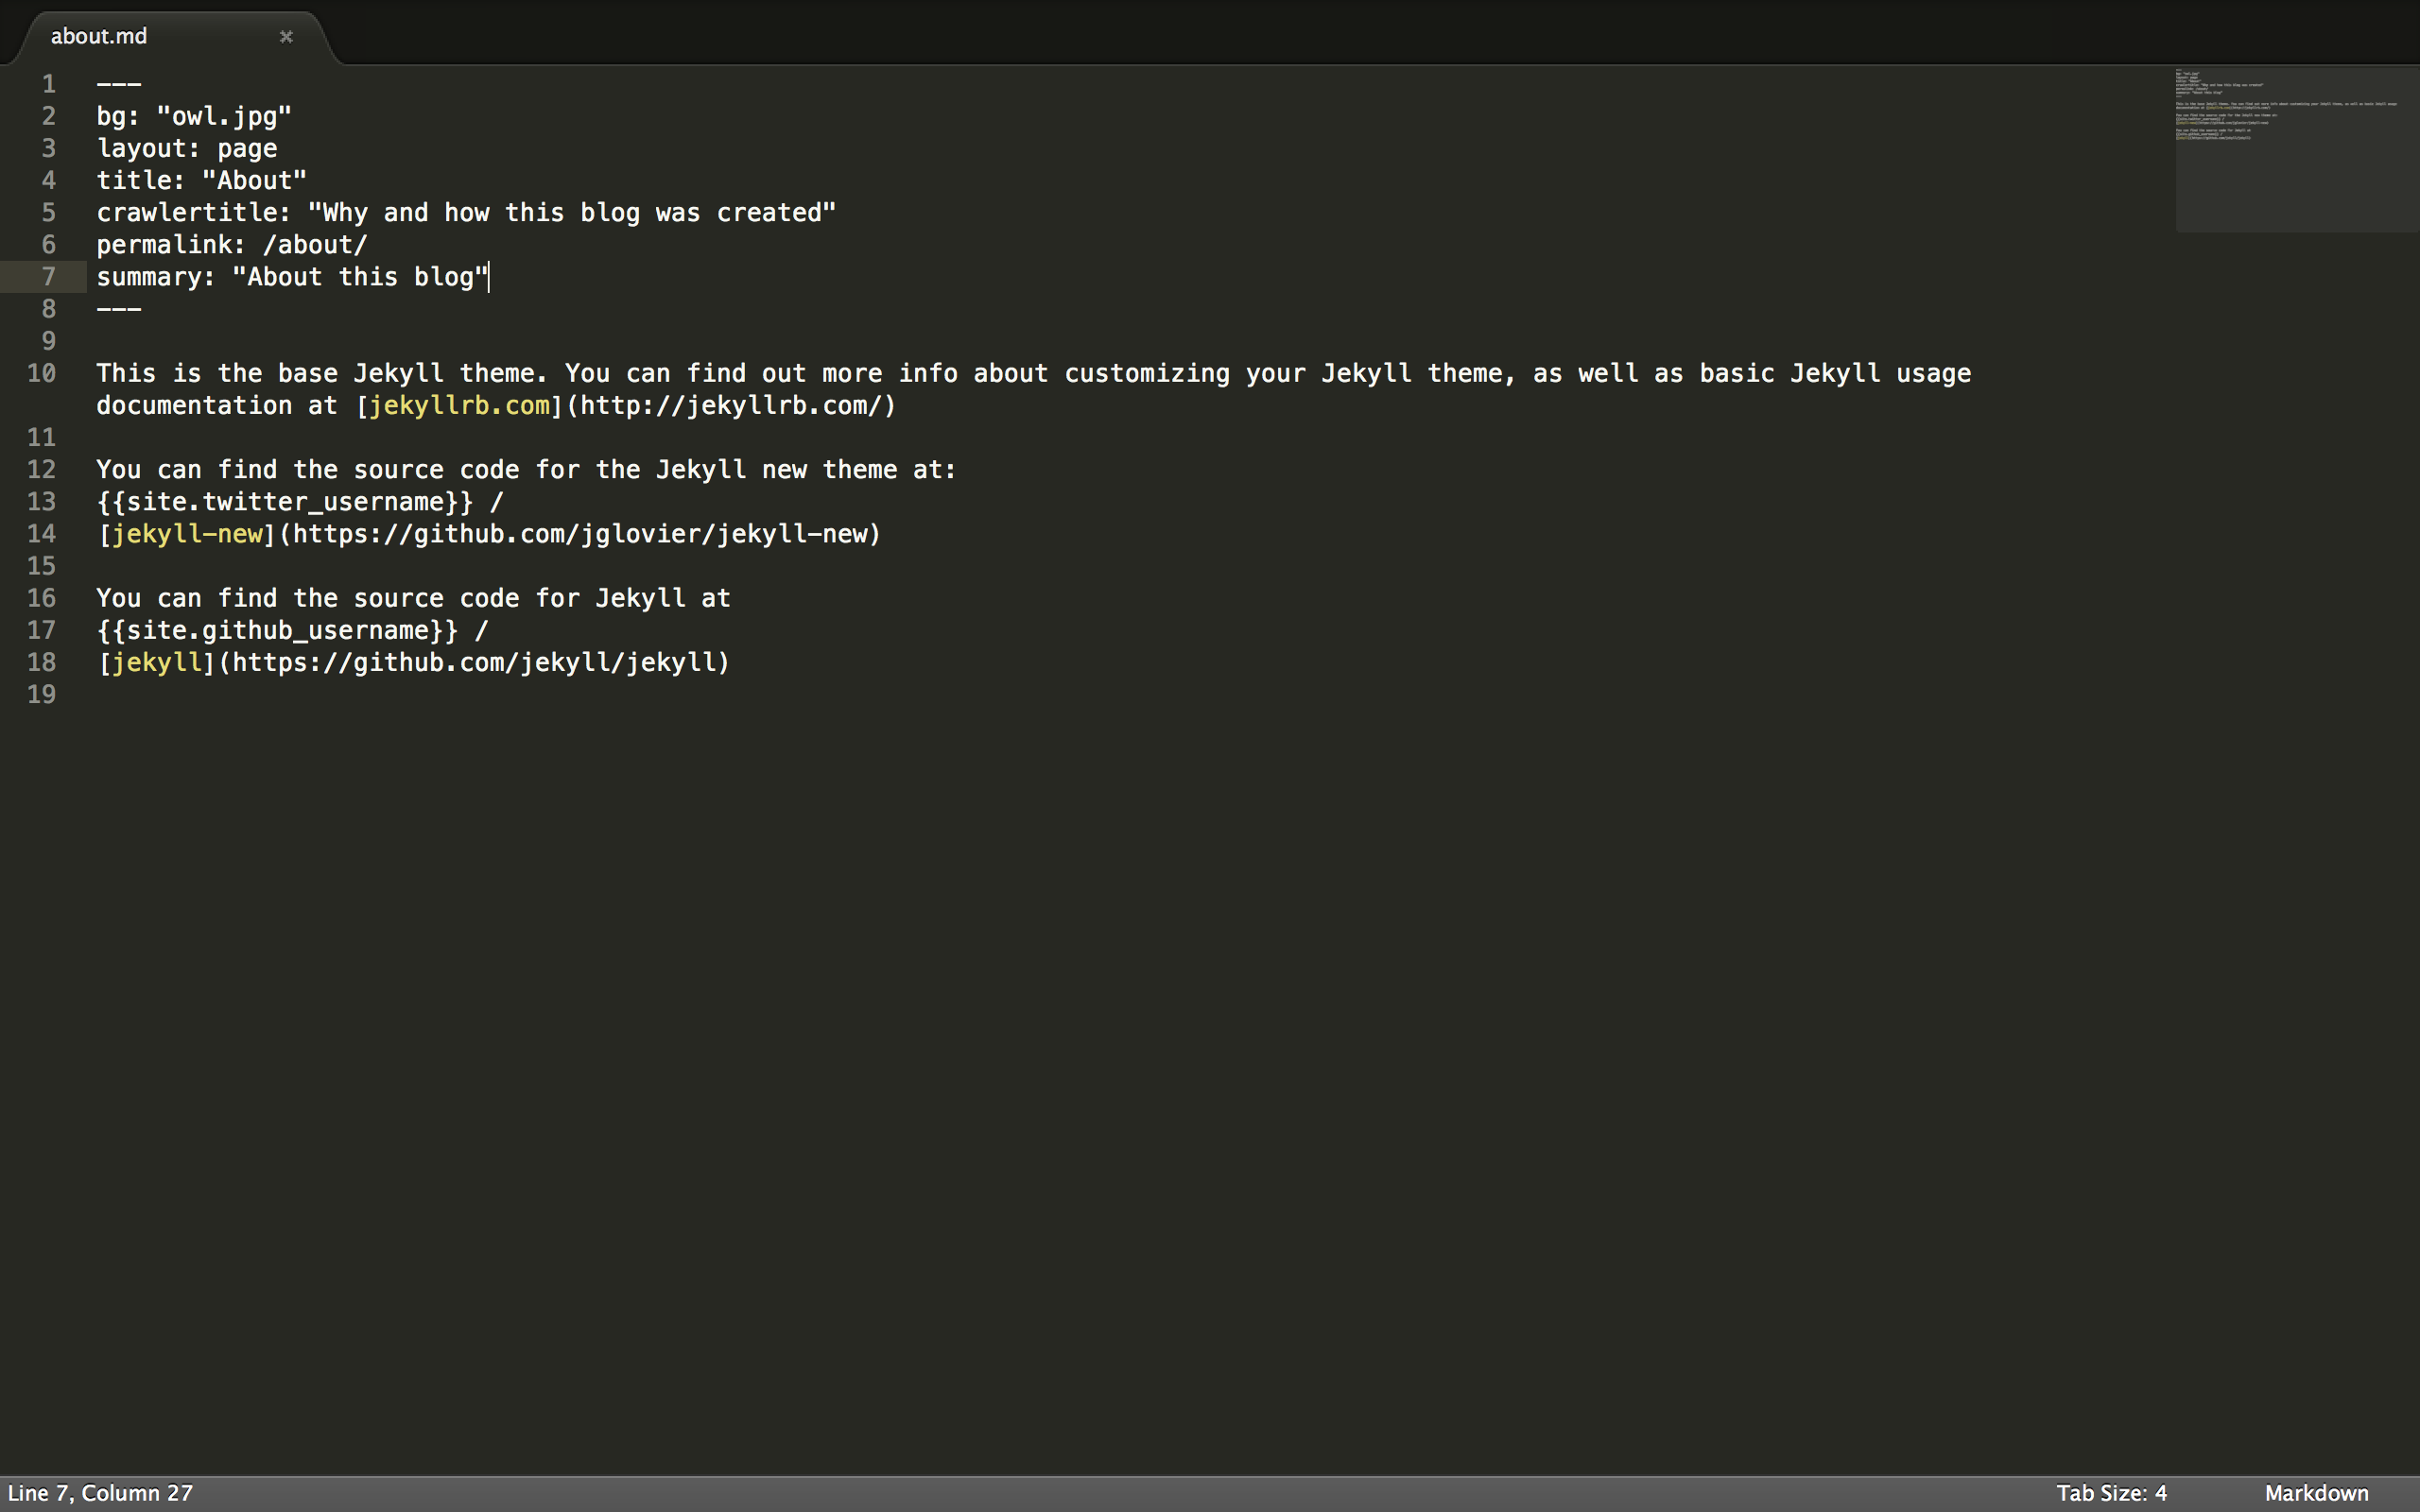 about.md
1 ---
2 bg: "owl.jpg"
3 layout: page
4 title: "About"
5 crawlertitle: "Why and how this blog was created"
6 permalink: /about/
7 summary: "About this blog"
8 ---
9
10 This is the base Jekyll theme. You can find out more info about customizing your Jekyll theme, as well as basic Jekyll usage
documentation at [jekyllrb.com](http://jekyllrb.com/)
11
12 You can find the source code for the Jekyll new theme at:
13 {{site.twitter_username}} /
14 [jekyll-new](https://github.com/jglovier/jekyll-new)
15
16 You can find the source code for Jekyll at
17 {{site.github_username}} /
18 [jekyll](https://github.com/jekyll/jekyll)
19
Line 7, Column 27
Tab Size: 4
Markdown